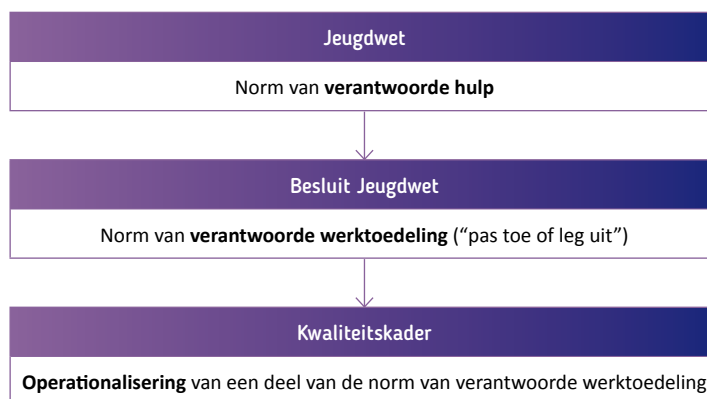 Jeugdwet
Norm van verantwoorde hulp
Besluit Jeugdwet
Norm van verantwoorde werktoedeling (“pas toe of leg uit”)
Kwaliteitskader
Operationalisering van een deel van de norm van verantwoorde werktoedeling